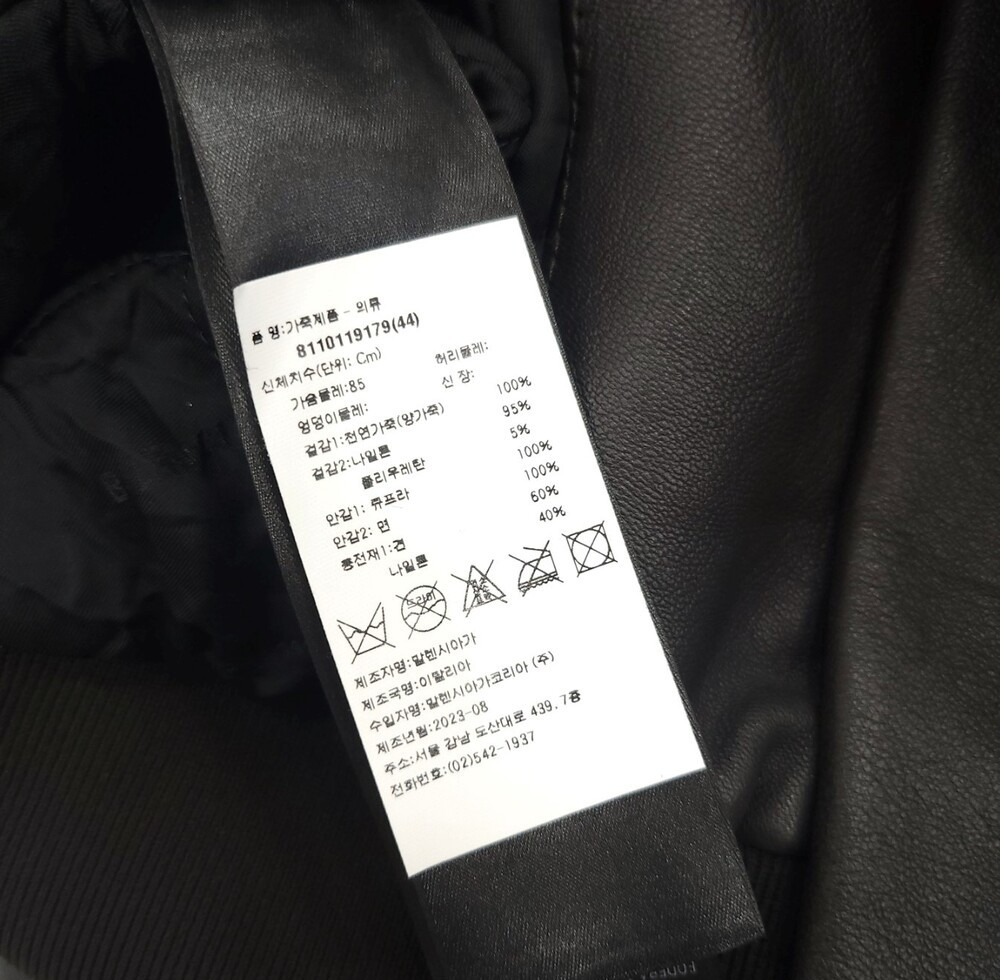 품 명:가죽제품 - 의류
8110119179(44)
신체치수(단위: Cm)
가슴둘레:85 허리둘레:
엉덩이둘레: 신 장:
겉감1:천연가죽(양가죽) 100%
겉감2:나일론 95%
폴리우레탄 5%
안감1: 큐프라 100%
안감2: 면 100%
충전재1:견 60%
나일론 40%
드라이
염소
표백
제조자명:발렌시아가
제조국명:이탈리아
수입자명:발렌시아가코리아 (주)
제조년월:2023-08
주소:서울 강남 도산대로 439, 7층
전화번호:(02)542-1937